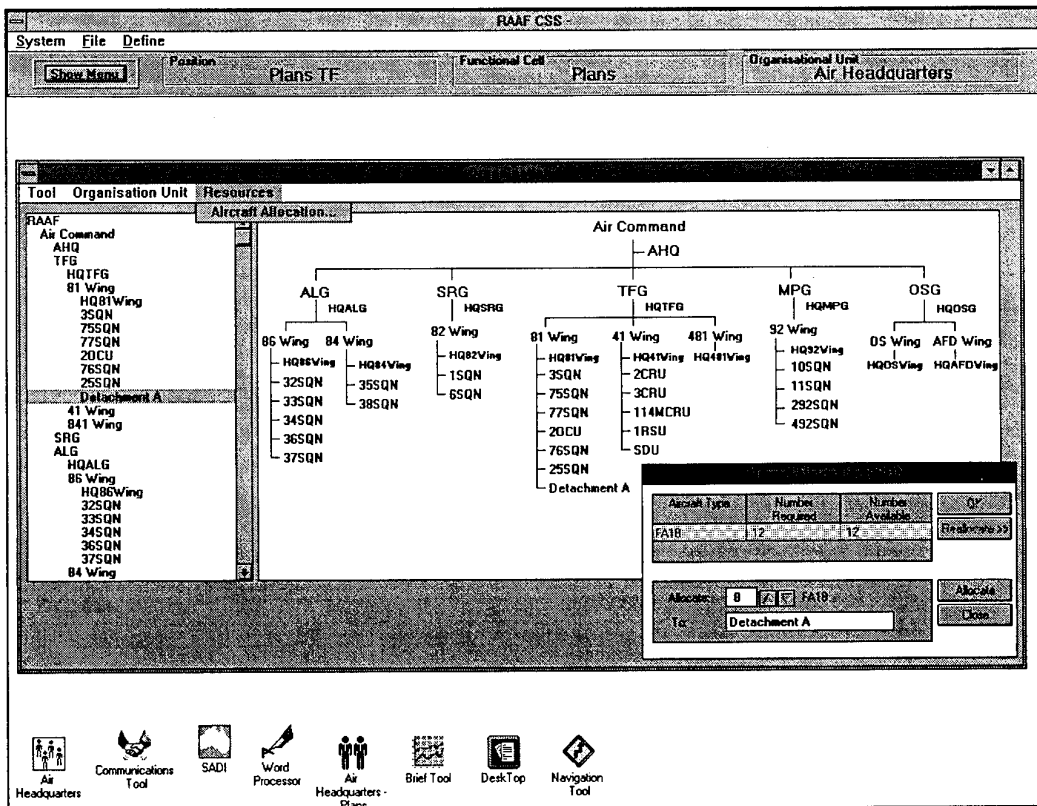 RAAF CSS -
System File Define
Show Menu
Position
Plans TF
Functional Cell
Plans
Organisational Unit
Air Headquarters
Tool Organisation Unit Resources
Aircraft Allocation...
RAAF
Air Command
AHQ
TFG
HQTFG
81 Wing
HQ81Wing
3SQN
75SQN
77SQN
2OCU
76SQN
25SQN
Detachment A
41 Wing
841 Wing
SRG
ALG
HQALG
86 Wing
HQ86Wing
32SQN
33SQN
34SQN
36SQN
37SQN
84 Wing
Air Command
AHQ
ALG SRG TFG MPG OSG
HQALG HQSRG HQTFG HQMPG HQOSG
86 Wing 84 Wing
HQ86Wing HQ84Wing
32SQN 35SQN
33SQN 38SQN
34SQN
36SQN
37SQN
82 Wing
HQ82Wing
1SQN
6SQN
81 Wing 41 Wing 481 Wing
HQ81Wing HQ41Wing HQ481Wing
3SQN 2CRU
75SQN 3CRU
77SQN 114MCRU
2OCU 1RSU
76SQN SDU
25SQN
Detachment A
92 Wing
HQ92Wing
10SQN
11SQN
292SQN
492SQN
OS Wing AFD Wing
HQOSWing HQAFDWing
Aircraft Type Number Required Number Available
FA18 12 12
OK
Reallocate >>
Allocate: 8 FA18
To: Detachment A
Allocate
Close
Air Headquarters
Communications Tool
SADI
Word Processor
Air Headquarters - Plans
Brief Tool
DeskTop
Navigation Tool